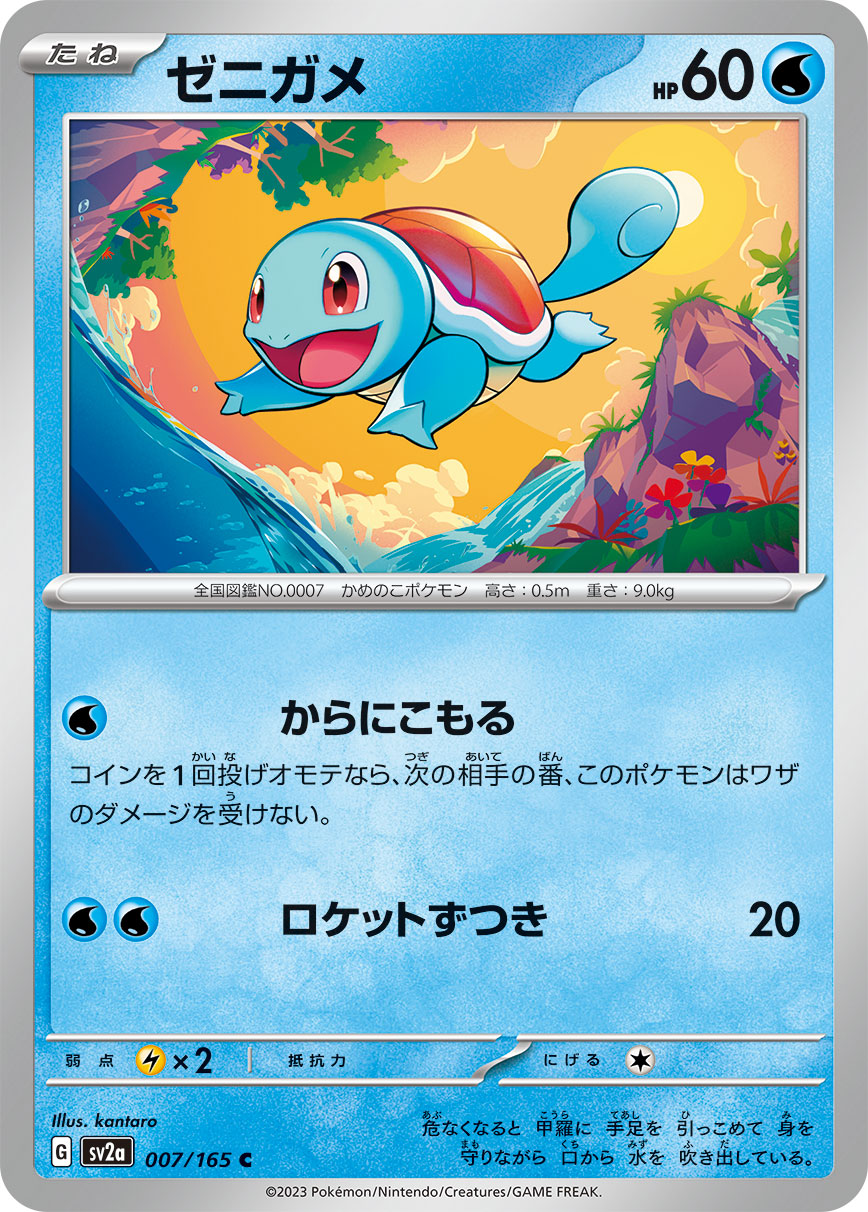 たね ゼニガメ HP60
全国図鑑NO.0007 かめのこポケモン 高さ：0.5m 重さ：9.0kg
からにこもる
コインを1回投げオモテなら、次の相手の番、このポケモンはワザ
のダメージを受けない。
ロケットずつき 20
弱点 ×2 抵抗力 にげる
Illus. kantaro
G sv2a 007/165 C
危なくなると 甲羅に 手足を 引っこめて 身を
守りながら 口から 水を 吹き出している。
©2023 Pokémon/Nintendo/Creatures/GAME FREAK.